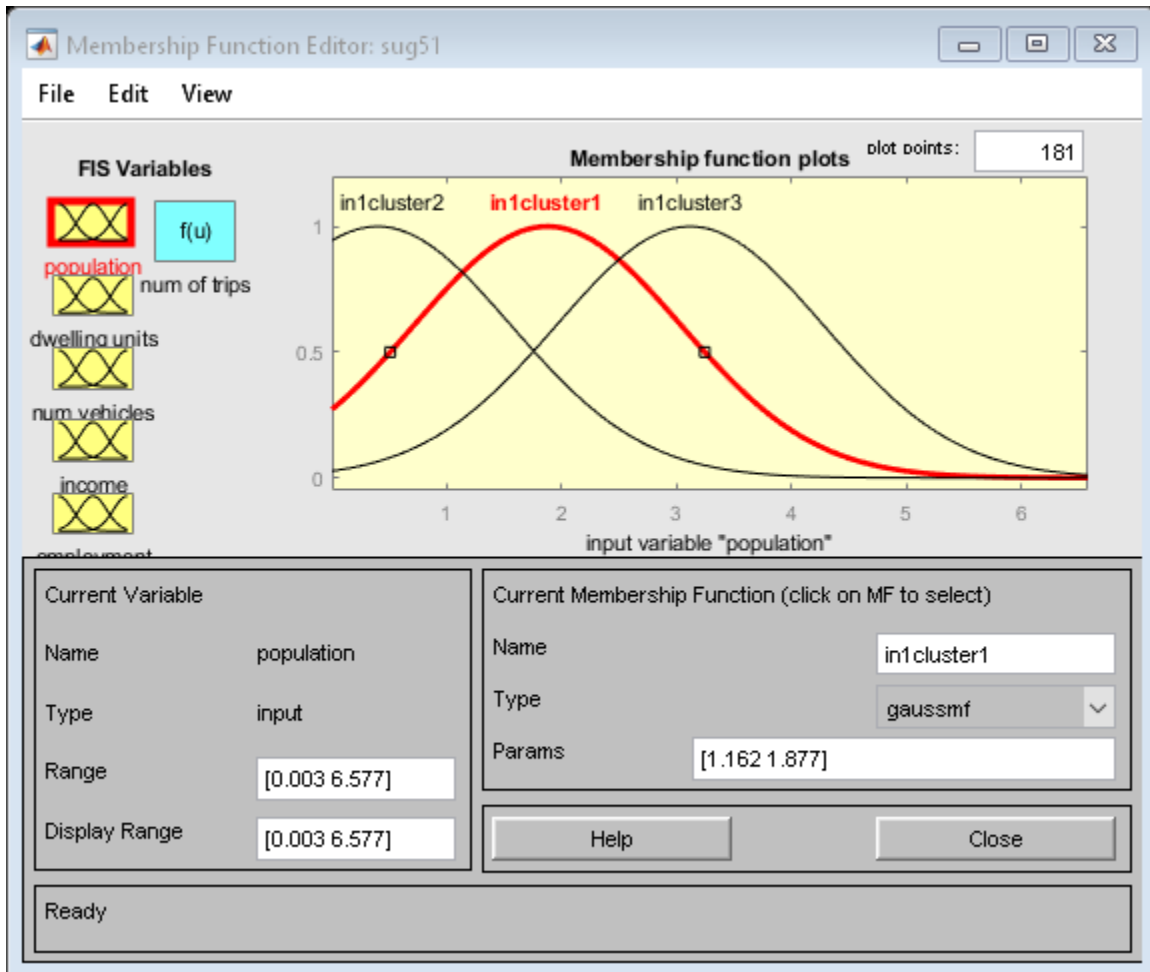 Membership Function Editor: sug51
File Edit View
FIS Variables
f(u)
population
num of trips
dwelling units
num vehicles
income
employment
Membership function plots plot points: 181
in1cluster2 in1cluster1 in1cluster3
1
0.5
0
1 2 3 4 5 6
input variable "population"
Current Variable
Name population
Type input
Range [0.003 6.577]
Display Range [0.003 6.577]
Current Membership Function (click on MF to select)
Name in1cluster1
Type gaussmf
Params [1.162 1.877]
Help Close
Ready